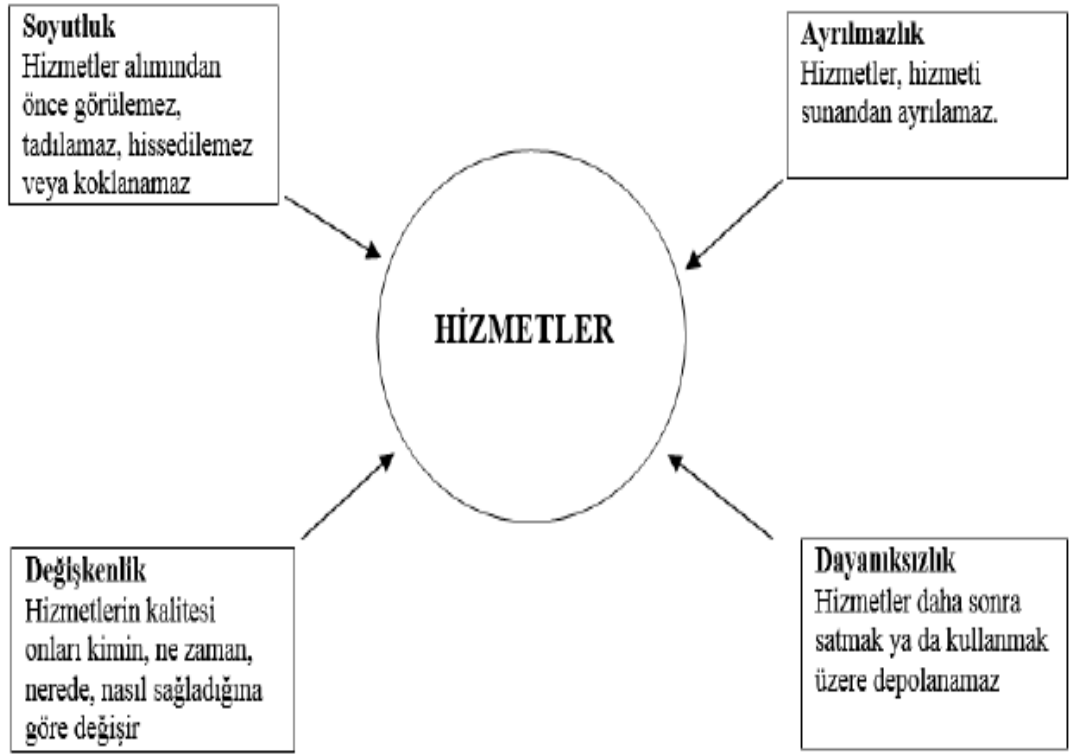 Soyutluk
Hizmetler alımından
önce görülemez,
tadılamaz, hissedilemez
veya koklanamaz
Ayrılmazlık
Hizmetler, hizmeti
sunandan ayrılamaz.
HİZMETLER
Değişkenlik
Hizmetlerin kalitesi
onları kimin, ne zaman,
nerede, nasıl sağladığına
göre değişir
Dayanıksızlık
Hizmetler daha sonra
satmak ya da kullanmak
üzere depolanamaz